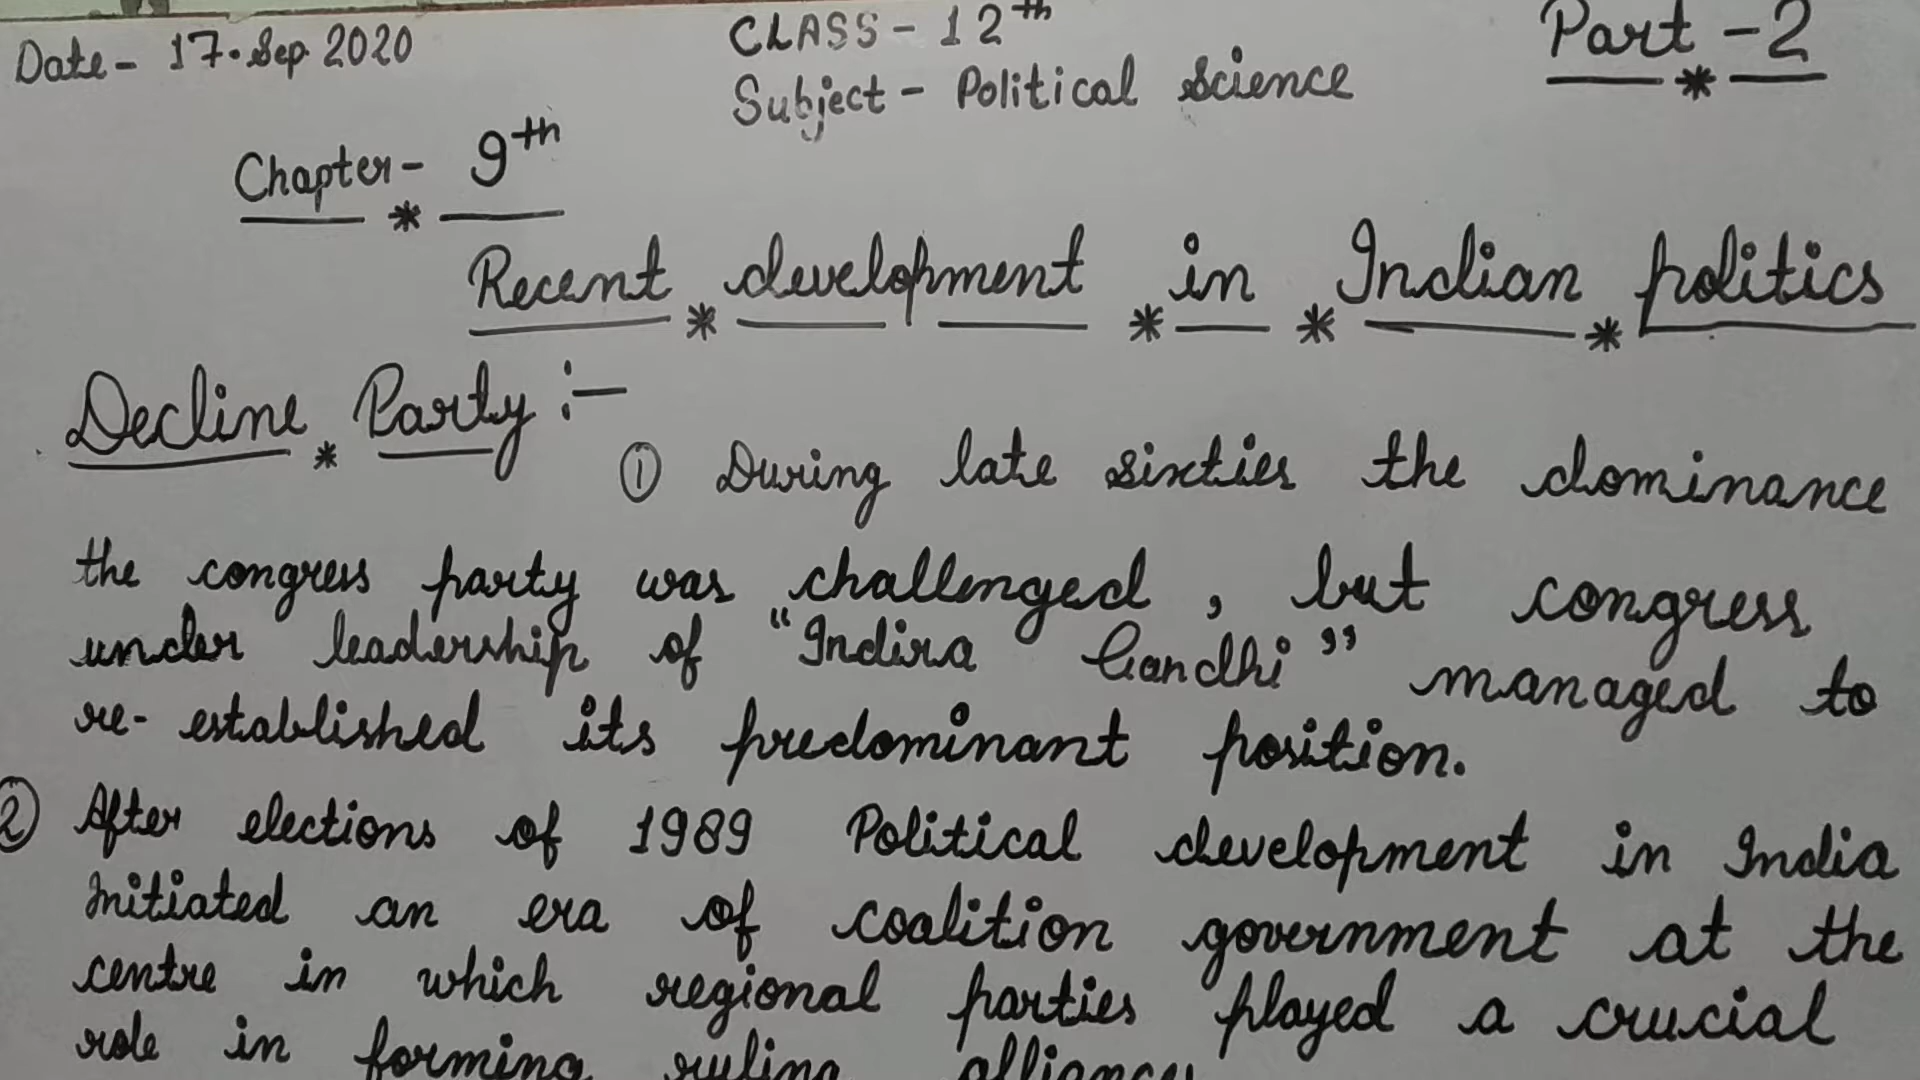 Date - 17. Sep 2020
CLASS - 12th
Part - 2
Subject - Political Science
Chapter - 9th
Recent development in Indian politics
Decline Party :-
① During late sixties the dominance
the congress party was challenged, but congress
under leadership of "Indira Gandhi" managed to
re-established its predominant position.
② After elections of 1989 Political development in India
initiated an era of coalition government at the
centre in which regional parties played a crucial
role in forming ruling alliances